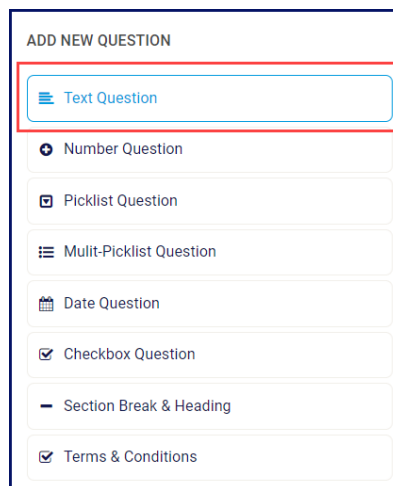 ADD NEW QUESTION
Text Question
Number Question
Picklist Question
Mulit-Picklist Question
Date Question
Checkbox Question
Section Break & Heading
Terms & Conditions